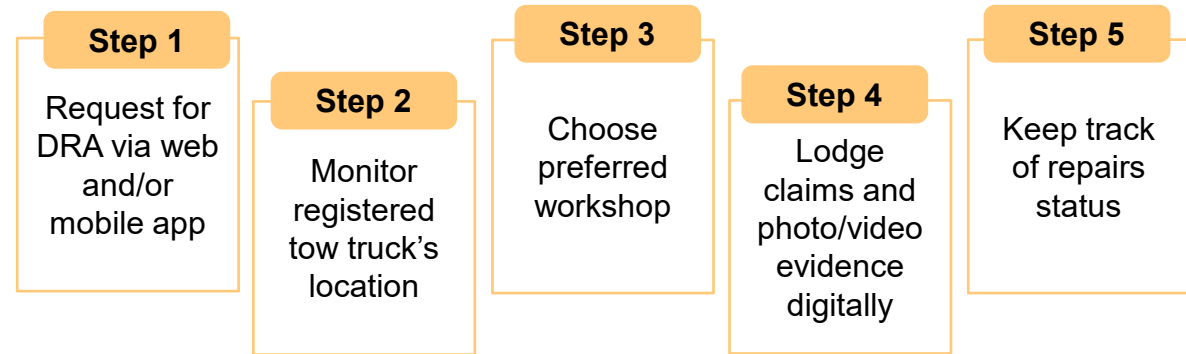 Step 1
Request for
DRA via web
and/or
mobile app
Step 2
Monitor
registered
tow truck’s
location
Step 3
Choose
preferred
workshop
Step 4
Lodge
claims and
photo/video
evidence
digitally
Step 5
Keep track
of repairs
status